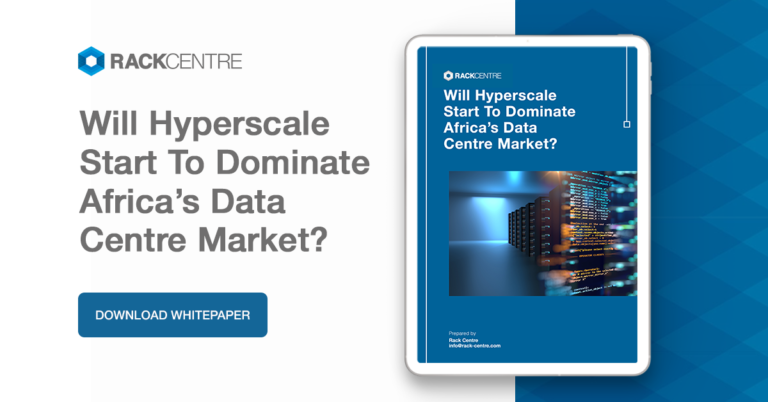 RACKCENTRE
Will Hyperscale
Start To Dominate
Africa's Data
Centre Market?
DOWNLOAD WHITEPAPER
RACKCENTRE
Will Hyperscale
Start To Dominate
Africa's Data
Centre Market?
Prepared by
Rack Centre
info@rack-centre.com